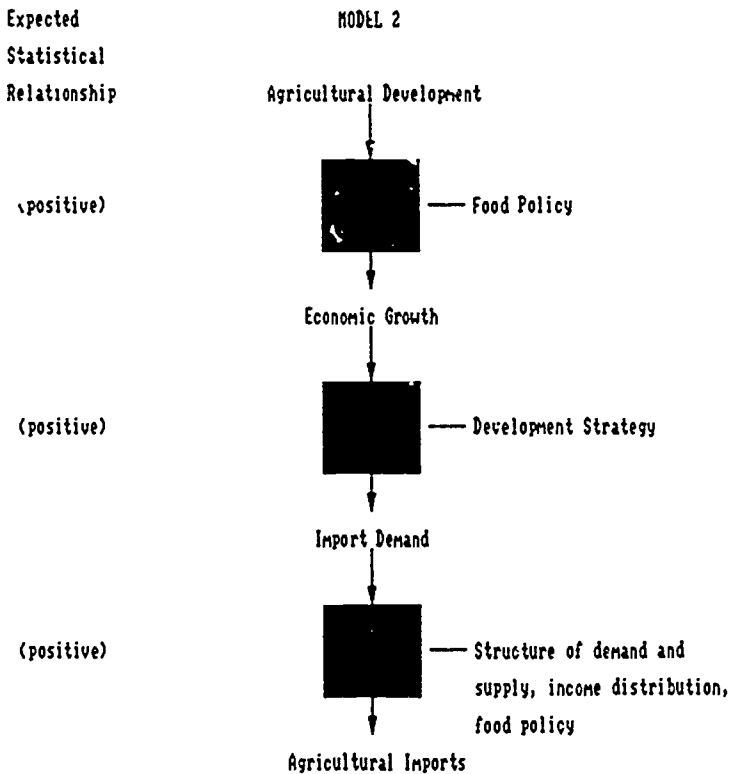 Expected MODEL 2
Statistical
Relationship Agricultural Development
(positive) Food Policy
Economic Growth
(positive) Development Strategy
Import Demand
(positive) Structure of demand and
supply, income distribution,
food policy
Agricultural Imports